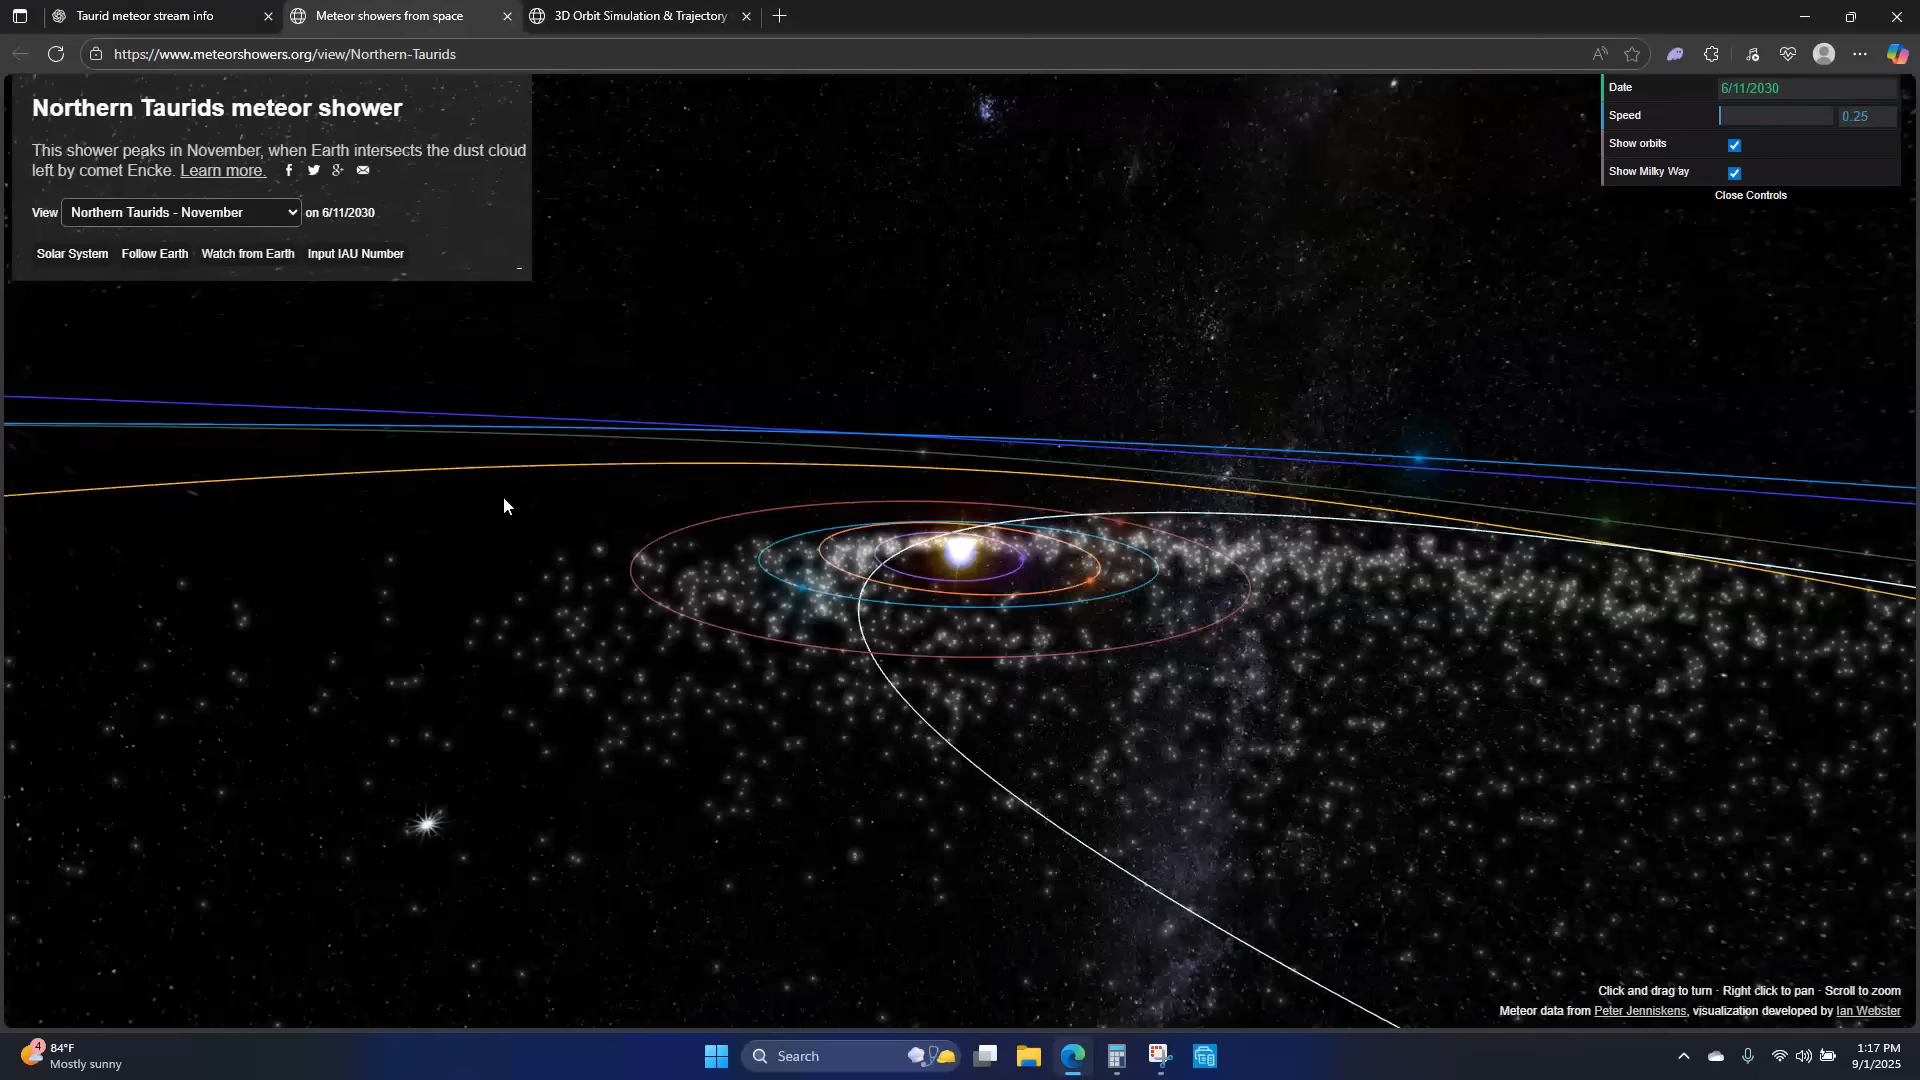 Taurid meteor stream info
Meteor showers from space
3D Orbit Simulation & Trajectory
https://www.meteorshowers.org/view/Northern-Taurids
Northern Taurids meteor shower
This shower peaks in November, when Earth intersects the dust cloud
left by comet Encke. Learn more.
View Northern Taurids - November on 6/11/2030
Solar System Follow Earth Watch from Earth Input IAU Number
Date 6/11/2030
Speed 0.25
Show orbits
Show Milky Way
Close Controls
Click and drag to turn · Right click to pan · Scroll to zoom
Meteor data from Peter Jenniskens, visualization developed by Ian Webster
4
84°F
Mostly sunny
Search
1:17 PM
9/1/2025